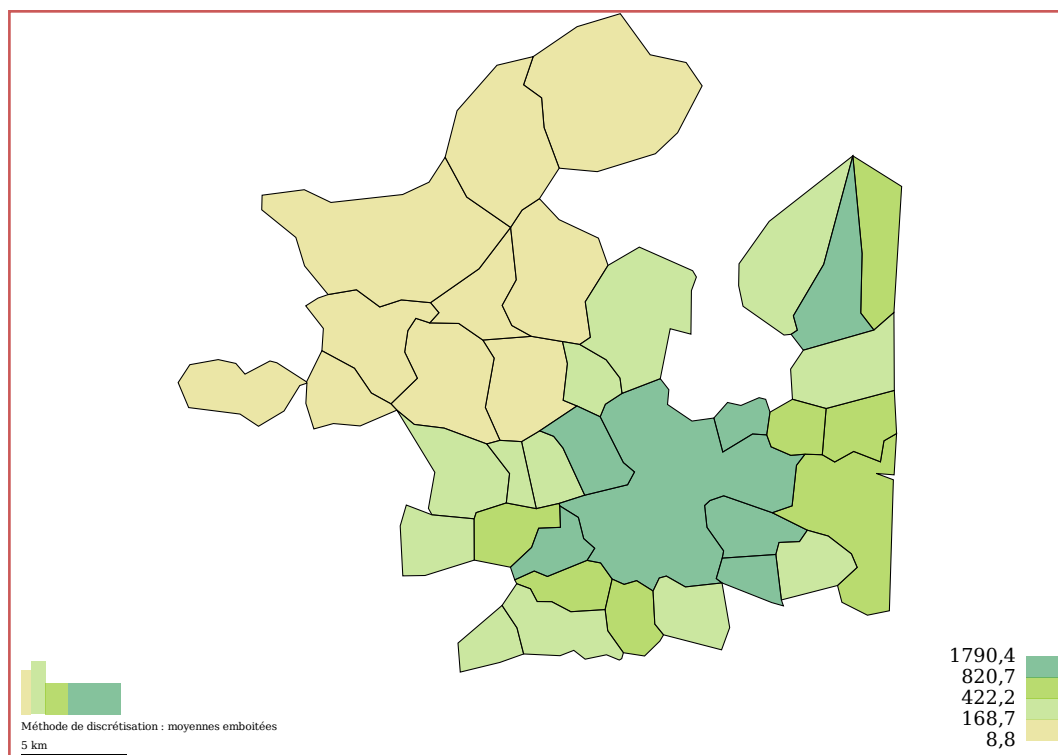 1790,4
820,7
422,2
168,7
8,8
Méthode de discrétisation : moyennes emboitées
5 km